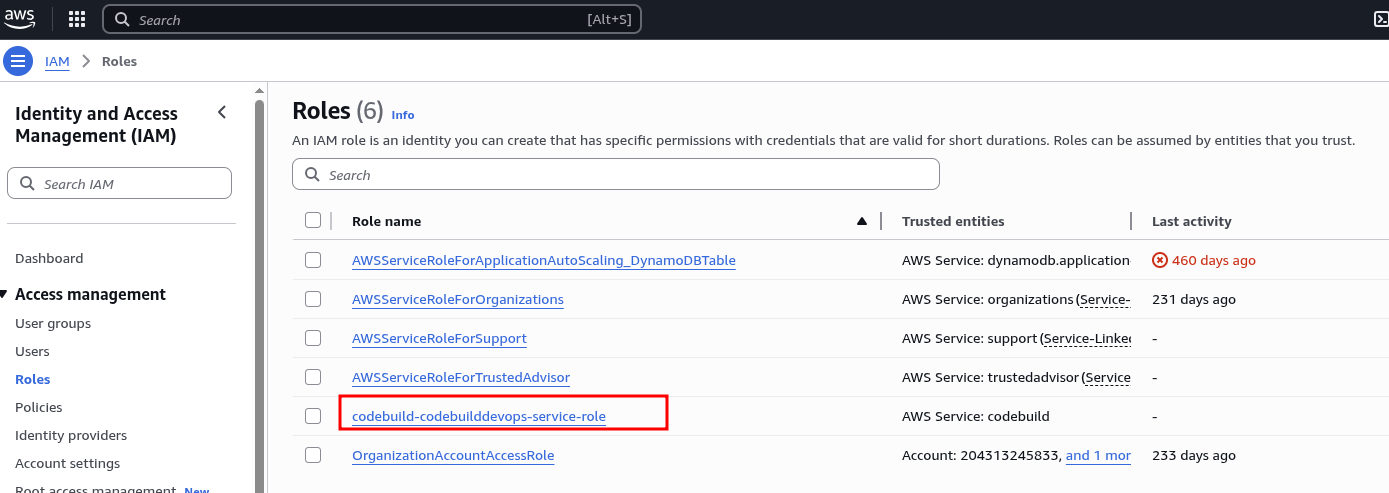 aws
Search [Alt+S]
IAM > Roles
Identity and Access
Management (IAM)
Search IAM
Dashboard
Access management
User groups
Users
Roles
Policies
Identity providers
Account settings
Root access management New
Roles (6) Info
An IAM role is an identity you can create that has specific permissions with credentials that are valid for short durations. Roles can be assumed by entities that you trust.
Search
Role name Trusted entities Last activity
AWSServiceRoleForApplicationAutoScaling_DynamoDBTable AWS Service: dynamodb.application 460 days ago
AWSServiceRoleForOrganizations AWS Service: organizations (Service- 231 days ago
AWSServiceRoleForSupport AWS Service: support (Service-Linked -
AWSServiceRoleForTrustedAdvisor AWS Service: trustedadvisor (Service -
codebuild-codebuilddevops-service-role AWS Service: codebuild -
OrganizationAccountAccessRole Account: 204313245833, and 1 mor 233 days ago